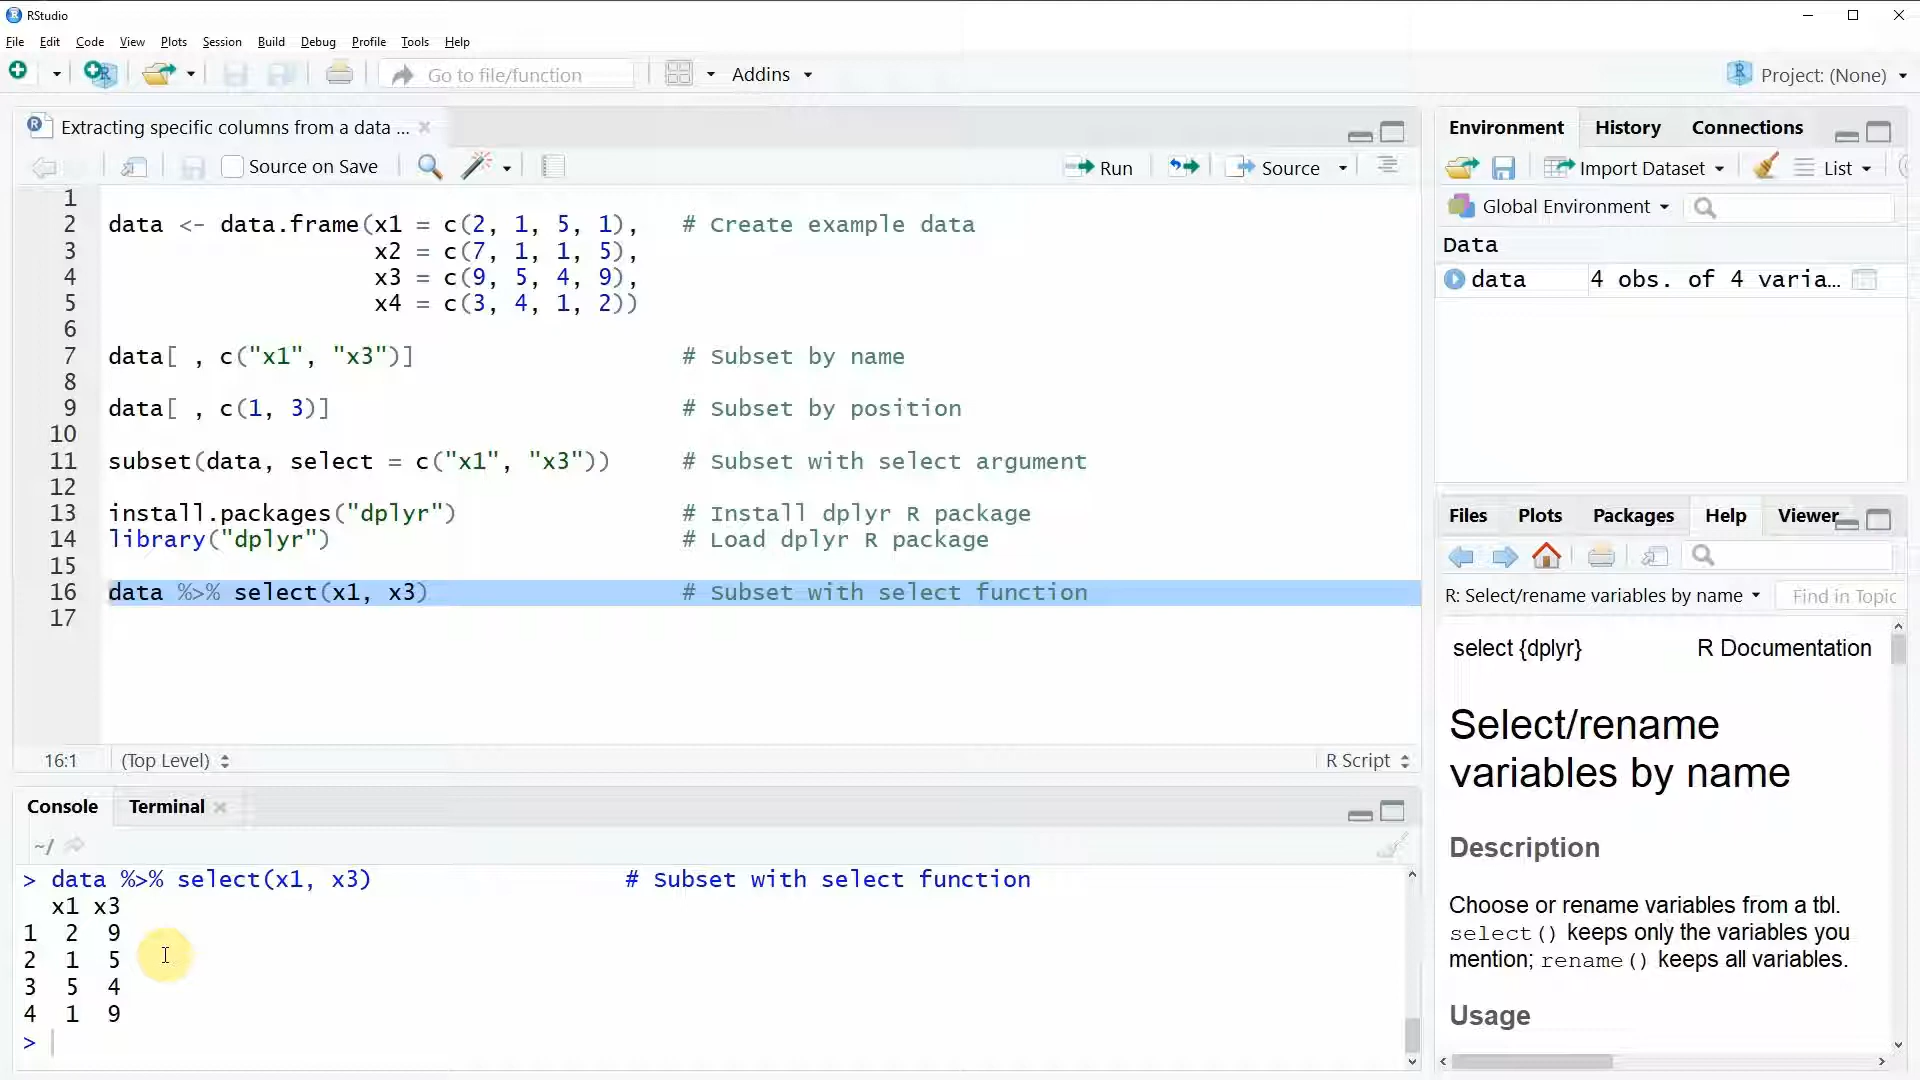 RStudio
File Edit Code View Plots Session Build Debug Profile Tools Help
Go to file/function Addins Project: (None)
Extracting specific columns from a data ...
Source on Save Run Source
1
2 data <- data.frame(x1 = c(2, 1, 5, 1), # Create example data
3 x2 = c(7, 1, 1, 5),
4 x3 = c(9, 5, 4, 9),
5 x4 = c(3, 4, 1, 2))
6
7 data[ , c("x1", "x3")] # Subset by name
8
9 data[ , c(1, 3)] # Subset by position
10
11 subset(data, select = c("x1", "x3")) # Subset with select argument
12
13 install.packages("dplyr") # Install dplyr R package
14 library("dplyr") # Load dplyr R package
15
16 data %>% select(x1, x3) # Subset with select function
17
16:1 (Top Level) R Script
Console Terminal
~/
> data %>% select(x1, x3) # Subset with select function
x1 x3
1 2 9
2 1 5
3 5 4
4 1 9
>
Environment History Connections
Import Dataset List
Global Environment
Data
data 4 obs. of 4 varia...
Files Plots Packages Help Viewer
R: Select/rename variables by name Find in Topic
select {dplyr} R Documentation
Select/rename
variables by name
Description
Choose or rename variables from a tbl.
select() keeps only the variables you
mention; rename() keeps all variables.
Usage